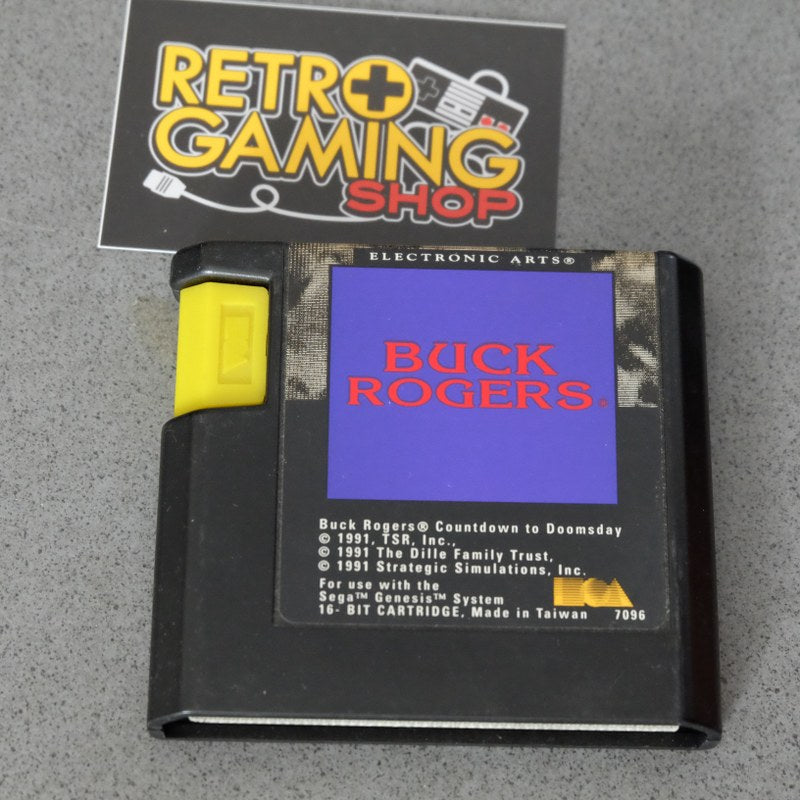 RETRO
GAMING
SHOP
ELECTRONIC ARTS®
BUCK
ROGERS®
Buck Rogers® Countdown to Doomsday
© 1991, TSR, Inc.,
© 1991 The Dille Family Trust,
© 1991 Strategic Simulations, Inc.
For use with the
Sega™ Genesis™ System
16- BIT CARTRIDGE, Made in Taiwan 7096